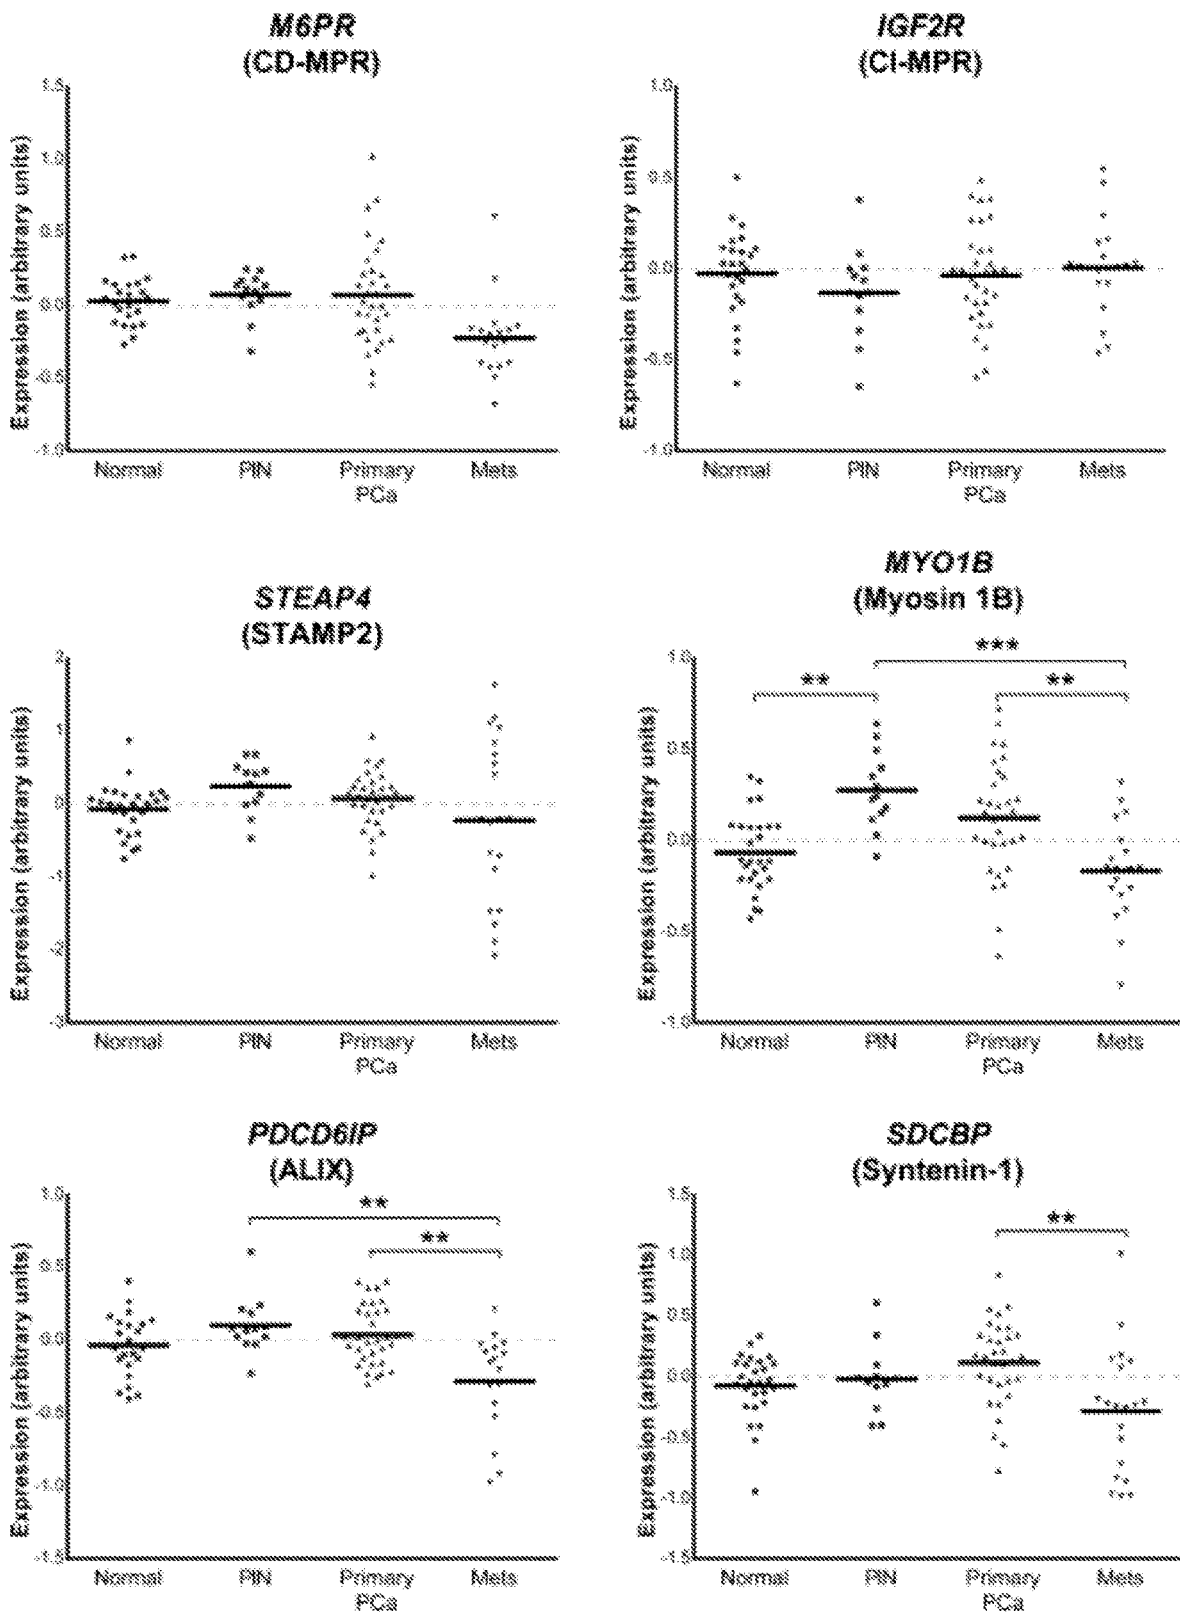 M6PR
(CD-MPR)
Expression (arbitrary units)
1.5
1.0
0.5
0.0
-0.5
-1.0
Normal
PIN
Primary
PCa
Mets
IGF2R
(CI-MPR)
Expression (arbitrary units)
1.0
0.5
0.0
-0.5
-1.0
Normal
PIN
Primary
PCa
Mets
STEAP4
(STAMP2)
Expression (arbitrary units)
2
1
0
-1
-2
-3
Normal
PIN
Primary
PCa
Mets
MYO1B
(Myosin 1B)
***
** **
Expression (arbitrary units)
1.0
0.5
0.0
-0.5
-1.0
Normal
PIN
Primary
PCa
Mets
PDCD6IP
(ALIX)
**
**
Expression (arbitrary units)
1.0
0.5
0.0
-0.5
-1.0
-1.5
Normal
PIN
Primary
PCa
Mets
SDCBP
(Syntenin-1)
**
Expression (arbitrary units)
1.5
1.0
0.5
0.0
-0.5
-1.0
-1.5
Normal
PIN
Primary
PCa
Mets